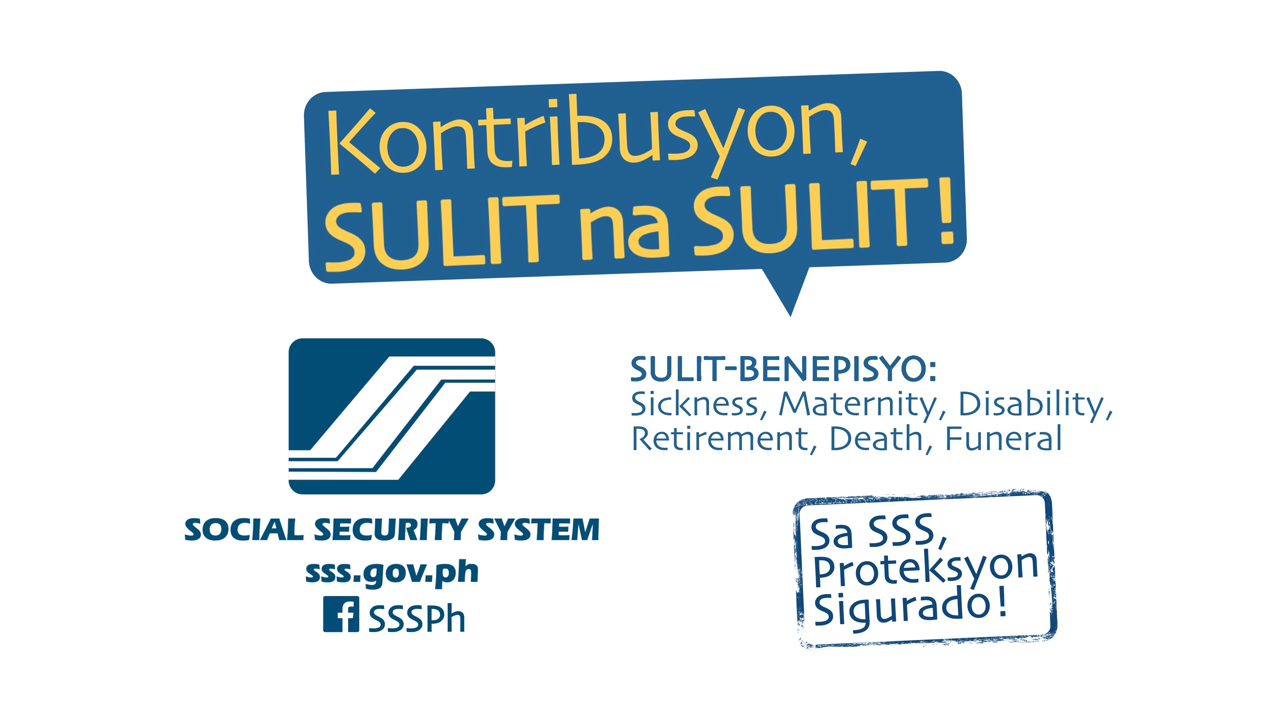 Kontribusyon,
SULIT na SULIT!
SULIT-BENEPISYO:
Sickness, Maternity, Disability,
Retirement, Death, Funeral
SOCIAL SECURITY SYSTEM
sss.gov.ph
f SSSPh
Sa SSS,
Proteksyon
Sigurado!